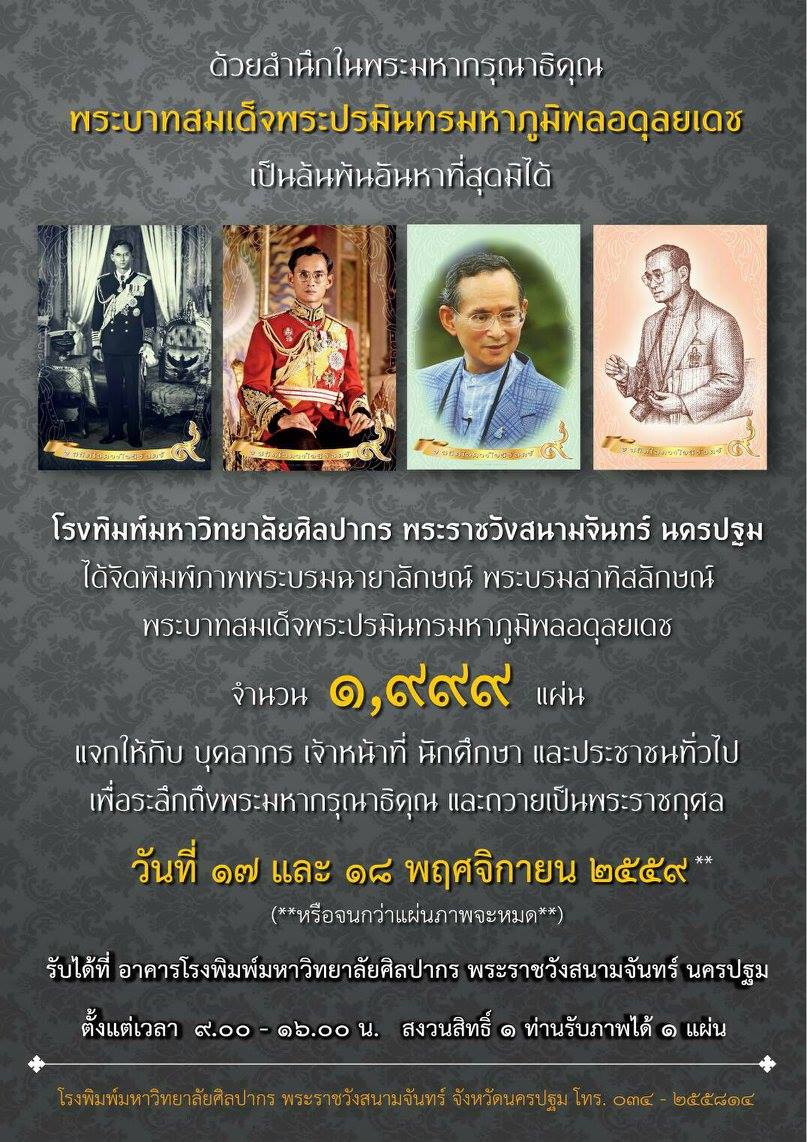 ด้วยสำนึกในพระมหากรุณาธิคุณ
พระบาทสมเด็จพระปรมินทรมหาภูมิพลอดุลยเดช
เป็นล้นพ้นอันหาที่สุดมิได้
๙ ๙ ๙ ๙
โรงพิมพ์มหาวิทยาลัยศิลปากร พระราชวังสนามจันทร์ นครปฐม
ได้จัดพิมพ์ภาพพระบรมฉายาลักษณ์ พระบรมสาทิสลักษณ์
พระบาทสมเด็จพระปรมินทรมหาภูมิพลอดุลยเดช
จำนวน ๑,๙๙๙ แผ่น
แจกให้กับ บุคลากร เจ้าหน้าที่ นักศึกษา และประชาชนทั่วไป
เพื่อระลึกถึงพระมหากรุณาธิคุณ และถวายเป็นพระราชกุศล
วันที่ ๑๗ และ ๑๘ พฤศจิกายน ๒๕๕๙**
(**หรือจนกว่าแผ่นภาพจะหมด**)
รับได้ที่ อาคารโรงพิมพ์มหาวิทยาลัยศิลปากร พระราชวังสนามจันทร์ นครปฐม
ตั้งแต่เวลา ๙.๐๐ - ๑๖.๐๐ น. สงวนสิทธิ์ ๑ ท่านรับภาพได้ ๑ แผ่น
โรงพิมพ์มหาวิทยาลัยศิลปากร พระราชวังสนามจันทร์ จังหวัดนครปฐม โทร. ๐๓๔ - ๒๕๕๘๑๔